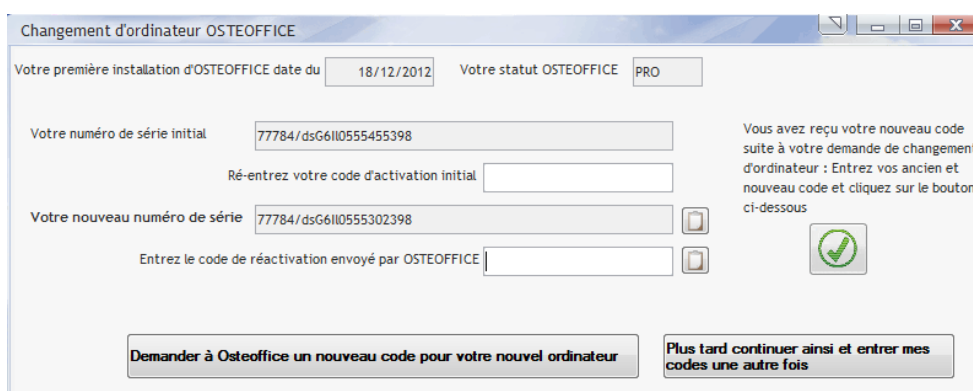 Changement d'ordinateur OSTEOFFICE
Votre première installation d'OSTEOFFICE date du 18/12/2012 Votre statut OSTEOFFICE PRO
Votre numéro de série initial 77784/dsG6Il0555455398
Ré-entrez votre code d'activation initial
Votre nouveau numéro de série 77784/dsG6Il0555302398
Entrez le code de réactivation envoyé par OSTEOFFICE
Vous avez reçu votre nouveau code
suite à votre demande de changement
d'ordinateur : Entrez vos ancien et
nouveau code et cliquez sur le bouton
ci-dessous
Demander à Osteoffice un nouveau code pour votre nouvel ordinateur
Plus tard continuer ainsi et entrer mes
codes une autre fois